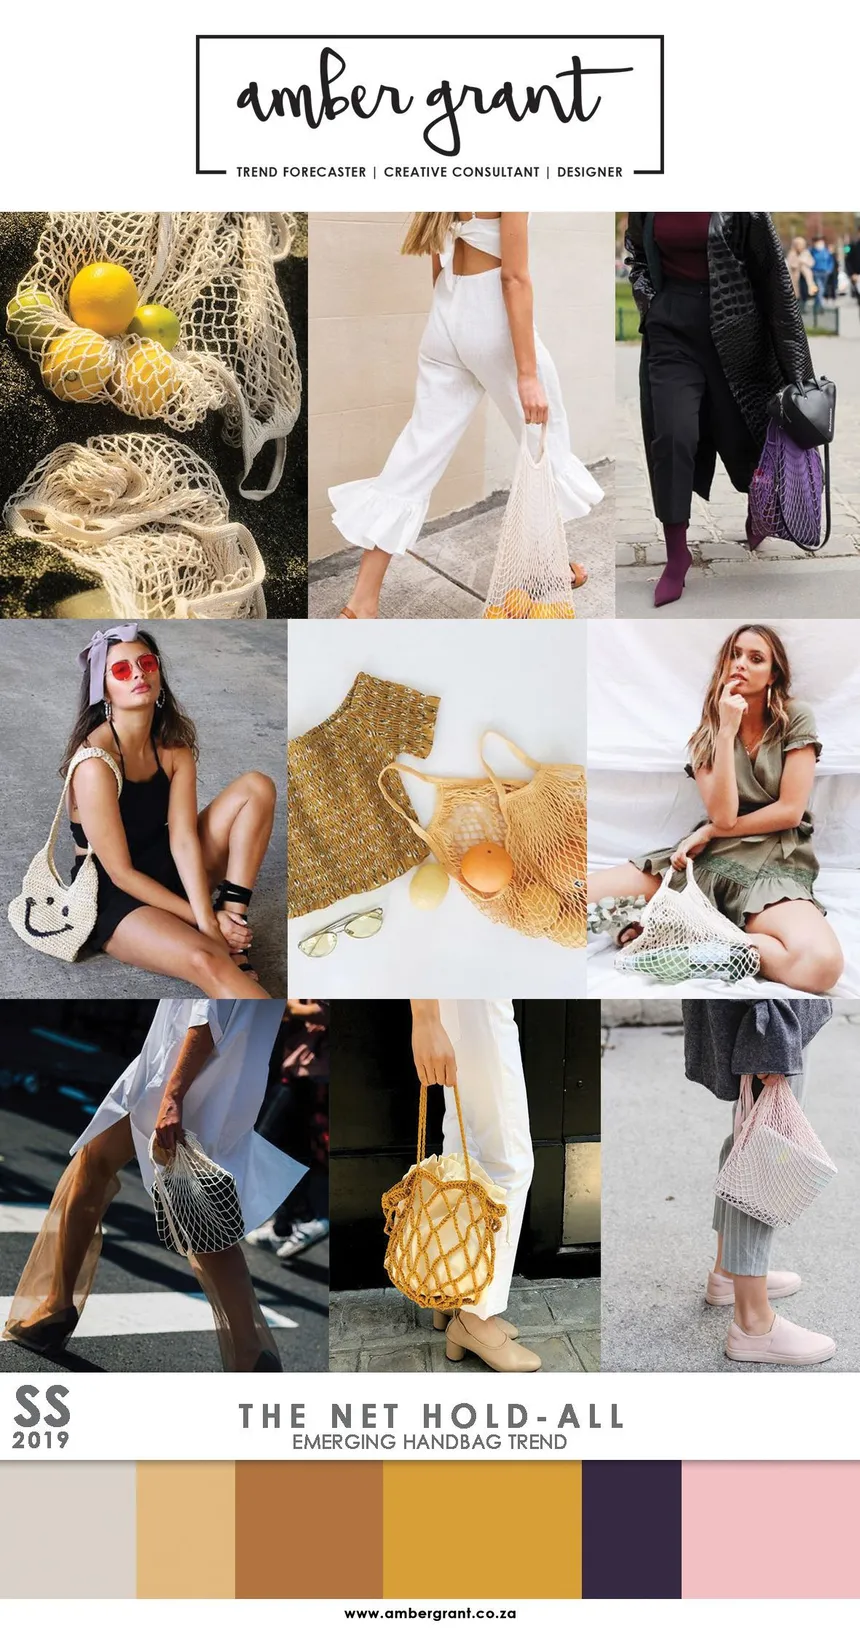 amber grant
TREND FORECASTER | CREATIVE CONSULTANT | DESIGNER
SS
2019
THE NET HOLD-ALL
EMERGING HANDBAG TREND
www.ambergrant.co.za